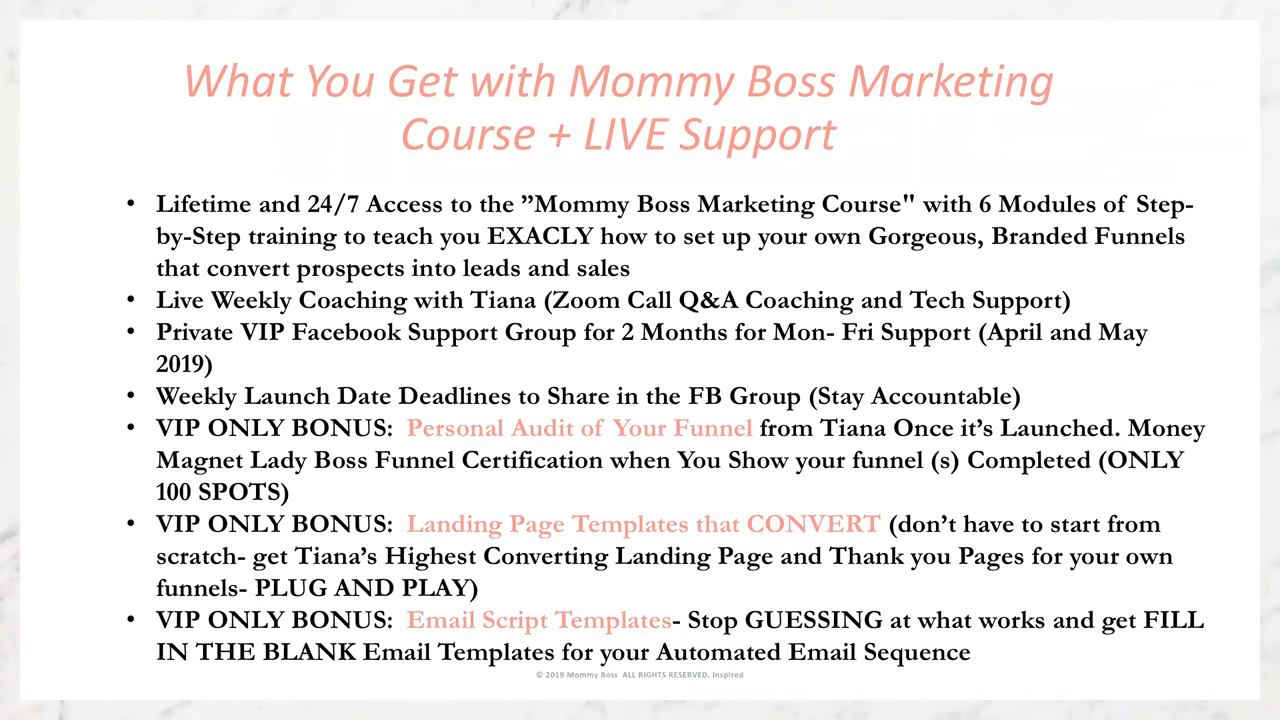 What You Get with Mommy Boss Marketing
Course + LIVE Support
• Lifetime and 24/7 Access to the ”Mommy Boss Marketing Course" with 6 Modules of Step-
by-Step training to teach you EXACLY how to set up your own Gorgeous, Branded Funnels
that convert prospects into leads and sales
• Live Weekly Coaching with Tiana (Zoom Call Q&A Coaching and Tech Support)
• Private VIP Facebook Support Group for 2 Months for Mon- Fri Support (April and May
2019)
• Weekly Launch Date Deadlines to Share in the FB Group (Stay Accountable)
• VIP ONLY BONUS: Personal Audit of Your Funnel from Tiana Once it’s Launched. Money
Magnet Lady Boss Funnel Certification when You Show your funnel (s) Completed (ONLY
100 SPOTS)
• VIP ONLY BONUS: Landing Page Templates that CONVERT (don’t have to start from
scratch- get Tiana’s Highest Converting Landing Page and Thank you Pages for your own
funnels- PLUG AND PLAY)
• VIP ONLY BONUS: Email Script Templates- Stop GUESSING at what works and get FILL
IN THE BLANK Email Templates for your Automated Email Sequence
© 2019 Mommy Boss ALL RIGHTS RESERVED. Inspired